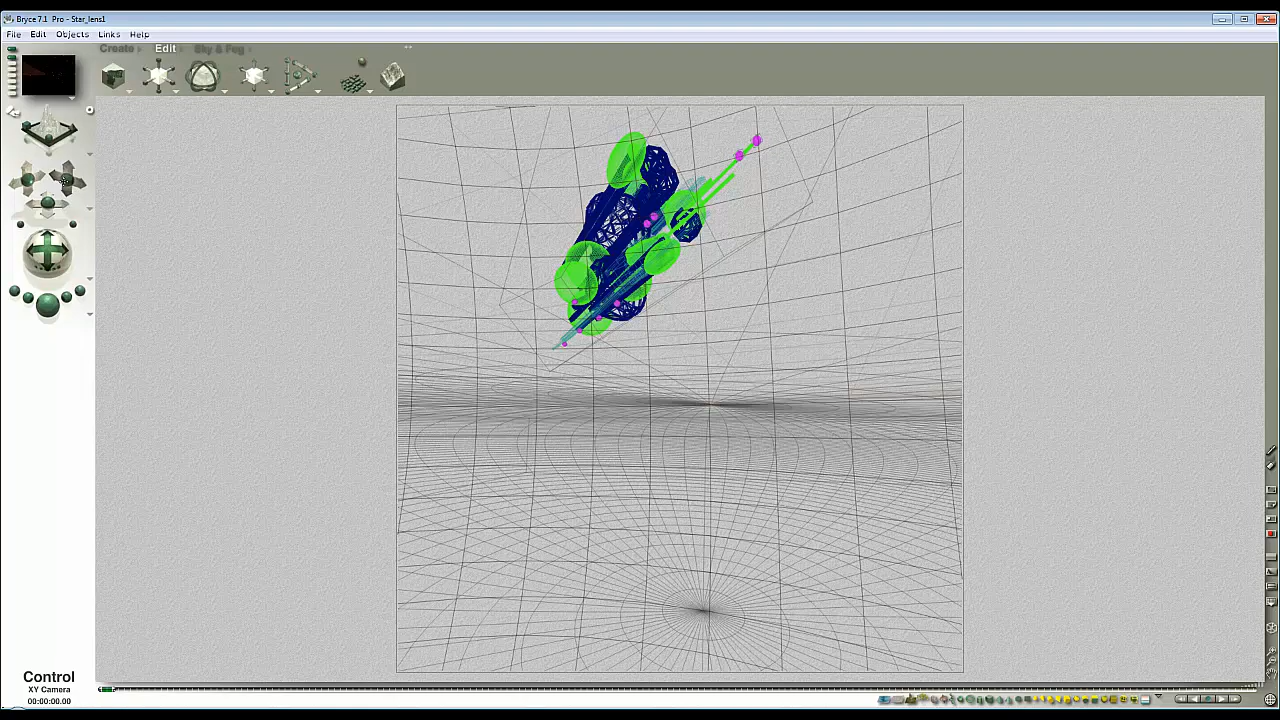 Bryce 7.1 Pro - Star_lens1
File Edit Objects Links Help
Create Edit Sky & Fog
Control
XY Camera
00:00:00.00